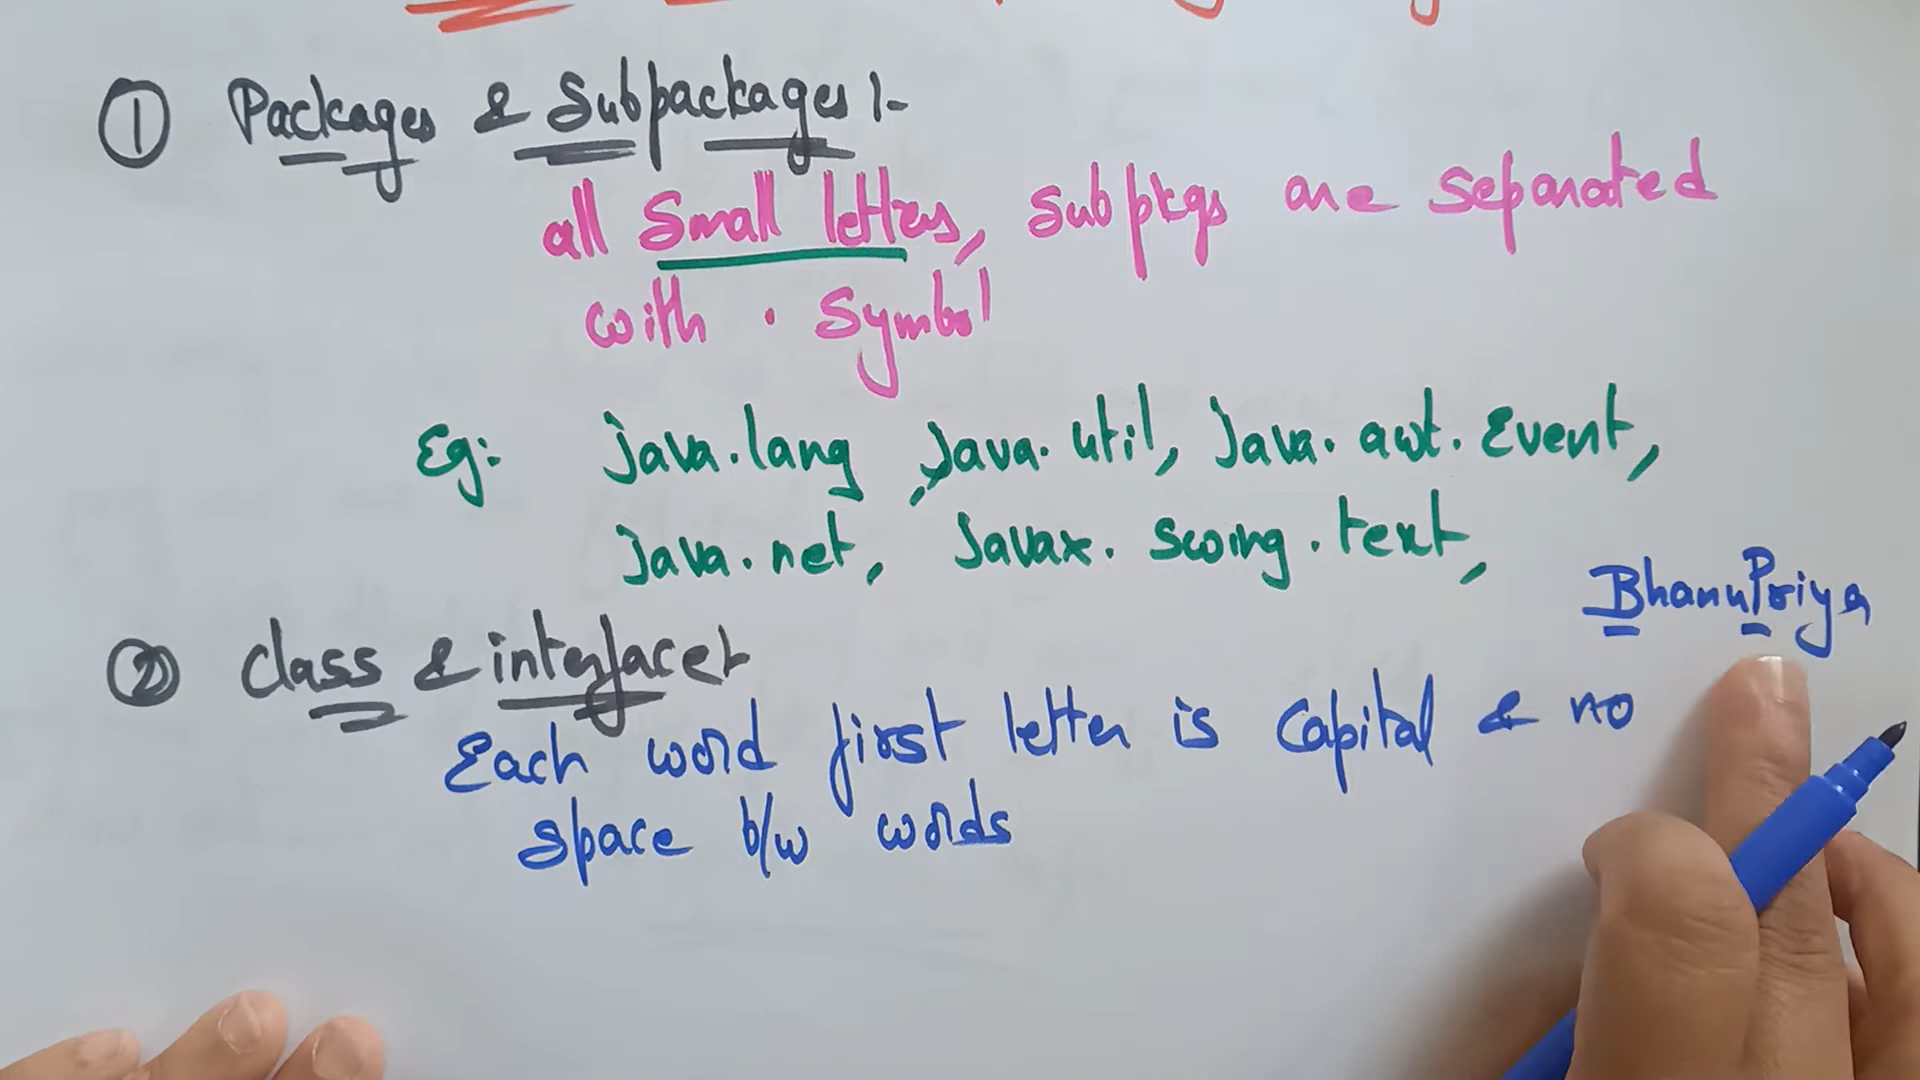 ① Packages & Subpackages :-
all small letters, subpkgs are separated
with . Symbol
Eg: java.lang, java.util, java.awt.Event,
java.net, javax.swing.text,
BhanuPriya
② Class & interfaces
Each word first letter is capital & no
space b/w words